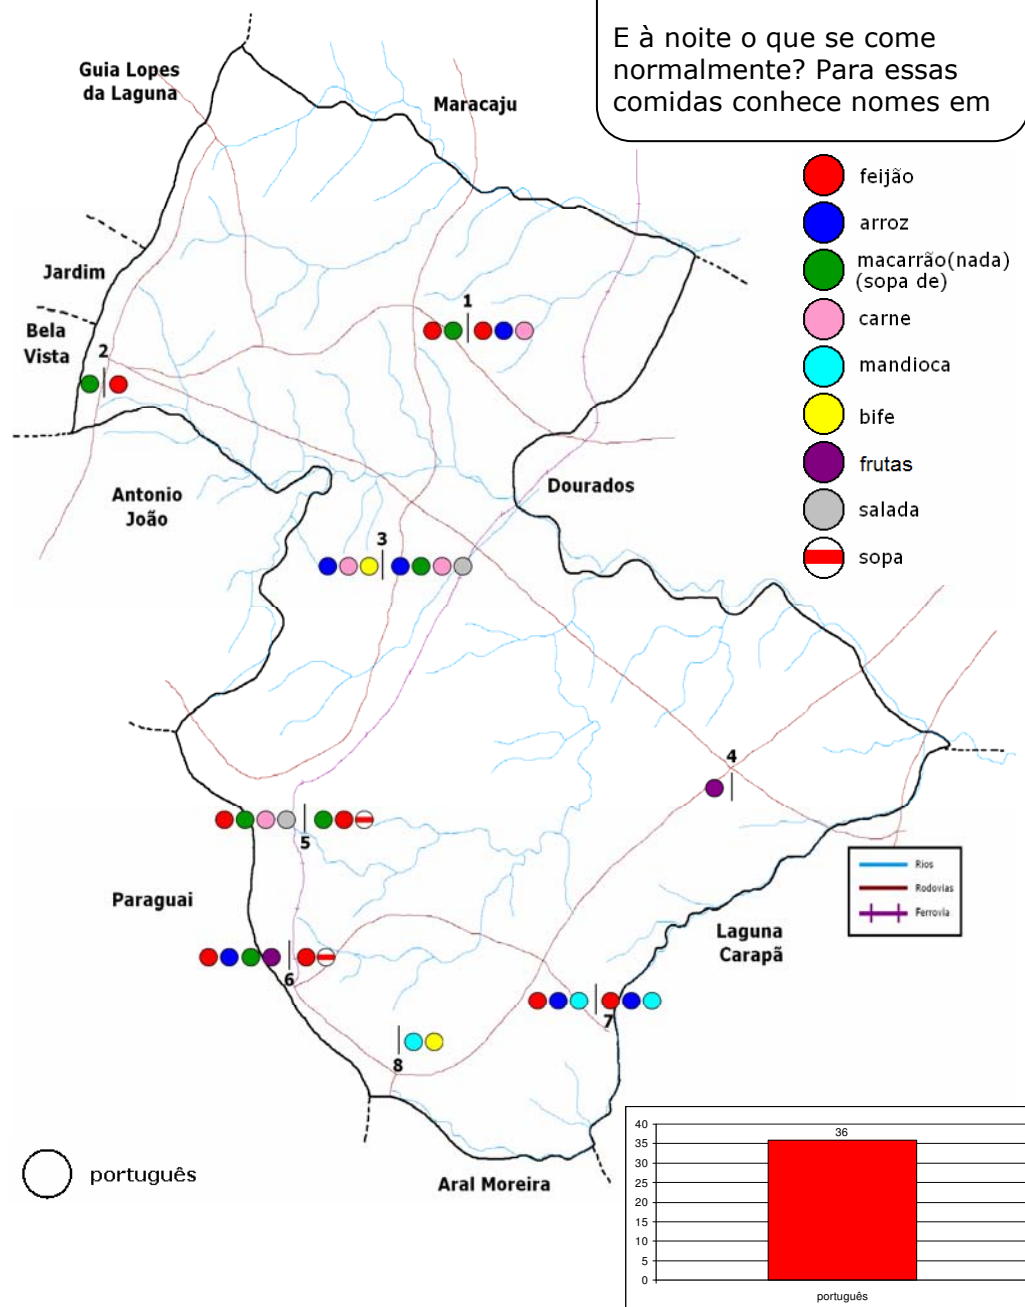 E à noite o que se come
normalmente? Para essas
comidas conhece nomes em
Guia Lopes
da Laguna
Maracaju
feijão
arroz
macarrão(nada)
(sopa de)
carne
mandioca
bife
frutas
salada
sopa
Jardim
Bela
Vista
1
2
Antonio
João
Dourados
3
4
5
Paraguai
6
Laguna
Carapã
7
8
Rios
Rodovias
Ferrovia
Aral Moreira
português
40
35
30
25
20
15
10
5
0
36
português